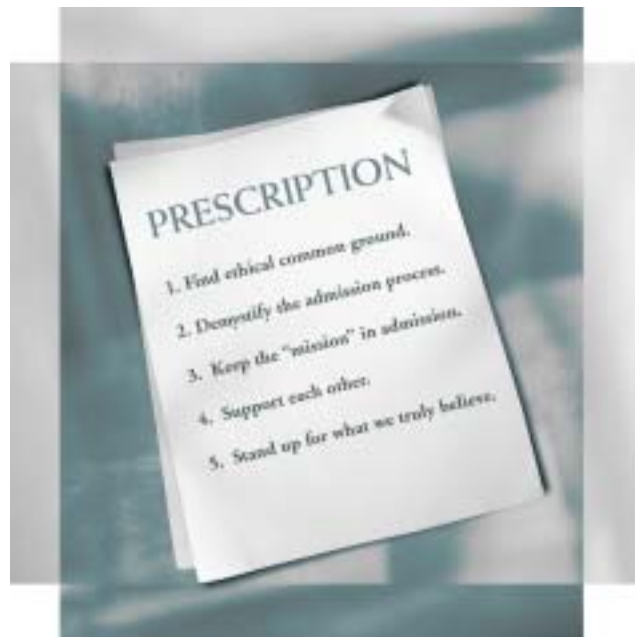 PRESCRIPTION
1. Find ethical common ground.
2. Demystify the admission process.
3. Keep the "mission" in admission.
4. Support each other.
5. Stand up for what we truly believe.